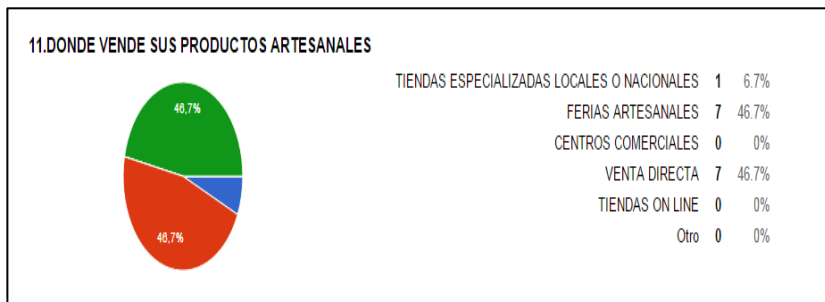 11.DONDE VENDE SUS PRODUCTOS ARTESANALES
46,7%
46,7%
TIENDAS ESPECIALIZADAS LOCALES O NACIONALES 1 6.7%
FERIAS ARTESANALES 7 46.7%
CENTROS COMERCIALES 0 0%
VENTA DIRECTA 7 46.7%
TIENDAS ON LINE 0 0%
Otro 0 0%